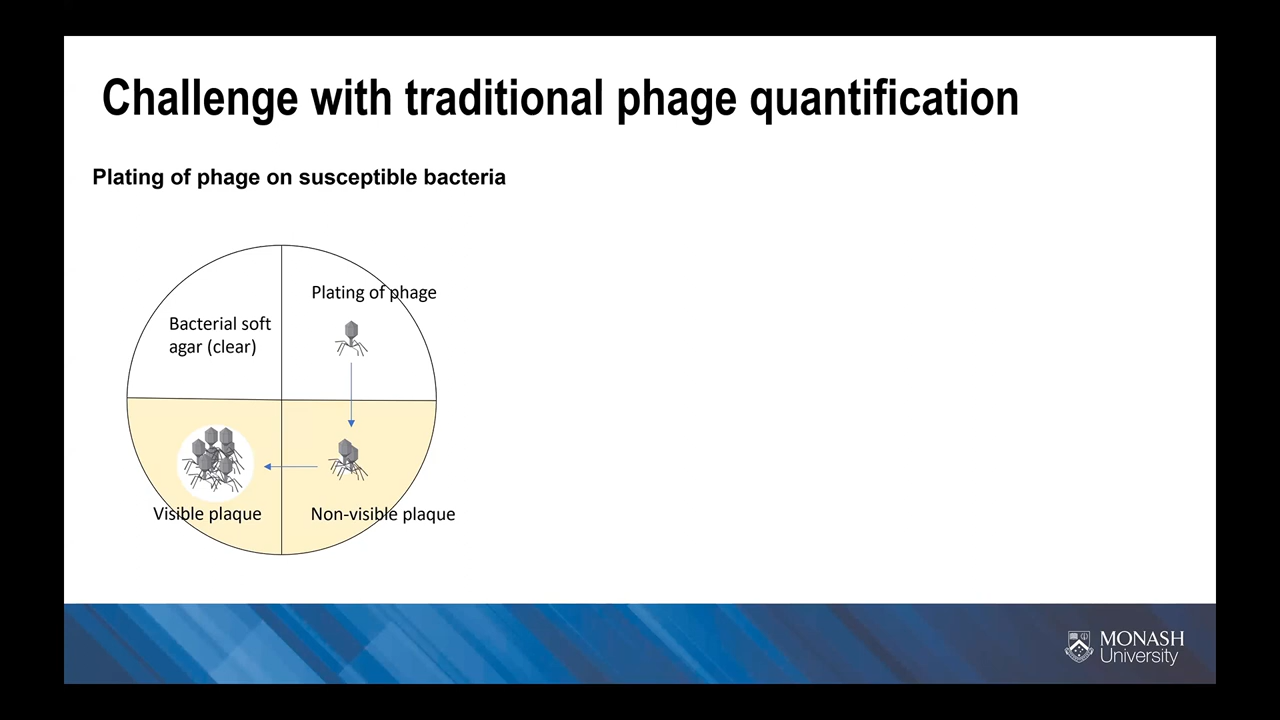 Challenge with traditional phage quantification
Plating of phage on susceptible bacteria
Plating of phage
Bacterial soft
agar (clear)
Visible plaque
Non-visible plaque
MONASH
University